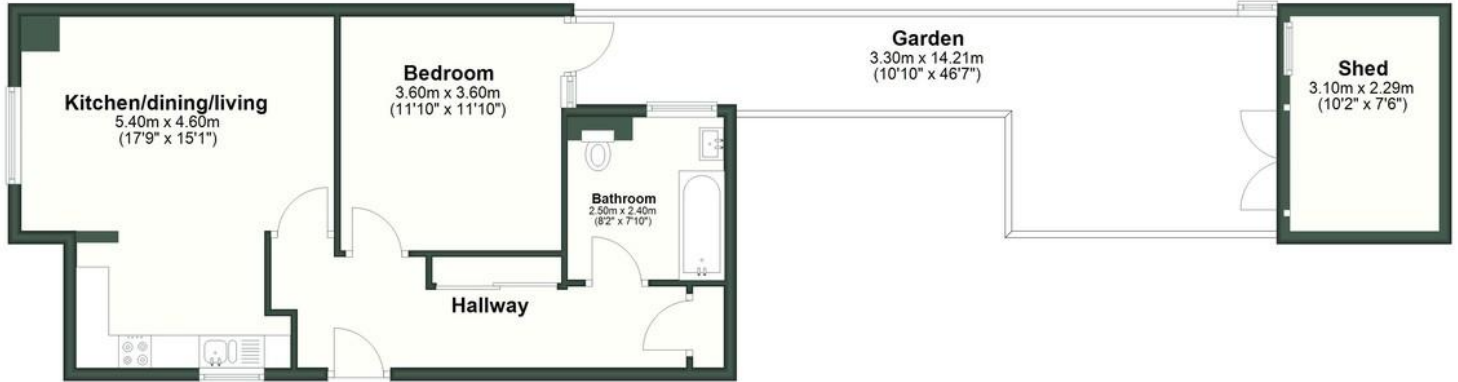 Kitchen/dining/living
5.40m x 4.60m
(17'9" x 15'1")
Bedroom
3.60m x 3.60m
(11'10" x 11'10")
Garden
3.30m x 14.21m
(10'10" x 46'7")
Shed
3.10m x 2.29m
(10'2" x 7'6")
Bathroom
2.50m x 2.40m
(8'2" x 7'10")
Hallway